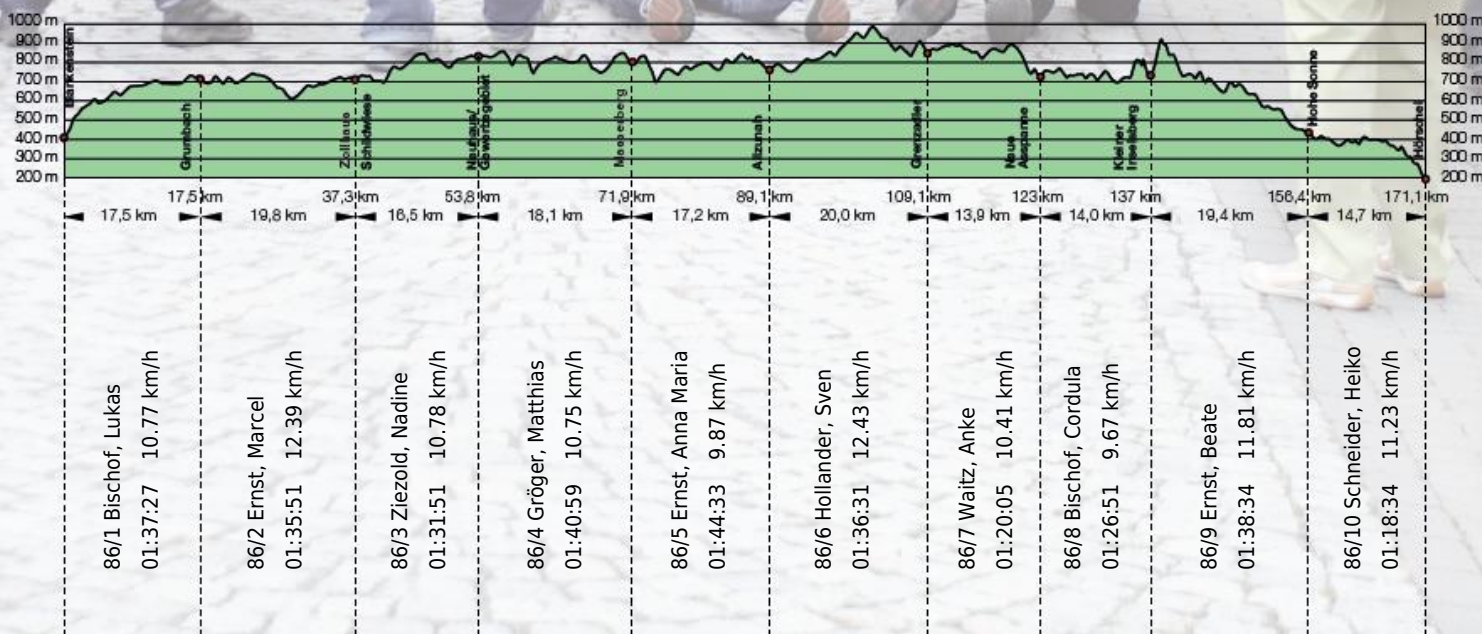 1000 m
900 m
800 m
700 m
600 m
500 m
400 m
300 m
200 m
1000 m
900 m
800 m
700 m
600 m
500 m
400 m
300 m
200 m
Blankenstein
Grumbach
Zollhaus
Schildwiese
Neuhaus/
Gewerbegebiet
Masserberg
Allzunah
Grenzadler
Neue
Ausspanne
Kleiner
Inselsberg
Hohe Sonne
Hörschel
17,5 km 37,3 km 53,8 km 71,9 km 89,1 km 109,1 km 123 km 137 km 156,4 km 171,1 km
17,5 km 19,8 km 16,5 km 18,1 km 17,2 km 20,0 km 13,9 km 14,0 km 19,4 km 14,7 km
86/1 Bischof, Lukas
01:37:27 10.77 km/h
86/2 Ernst, Marcel
01:35:51 12.39 km/h
86/3 Ziezold, Nadine
01:31:51 10.78 km/h
86/4 Gröger, Matthias
01:40:59 10.75 km/h
86/5 Ernst, Anna Maria
01:44:33 9.87 km/h
86/6 Hollander, Sven
01:36:31 12.43 km/h
86/7 Waitz, Anke
01:20:05 10.41 km/h
86/8 Bischof, Cordula
01:26:51 9.67 km/h
86/9 Ernst, Beate
01:38:34 11.81 km/h
86/10 Schneider, Heiko
01:18:34 11.23 km/h